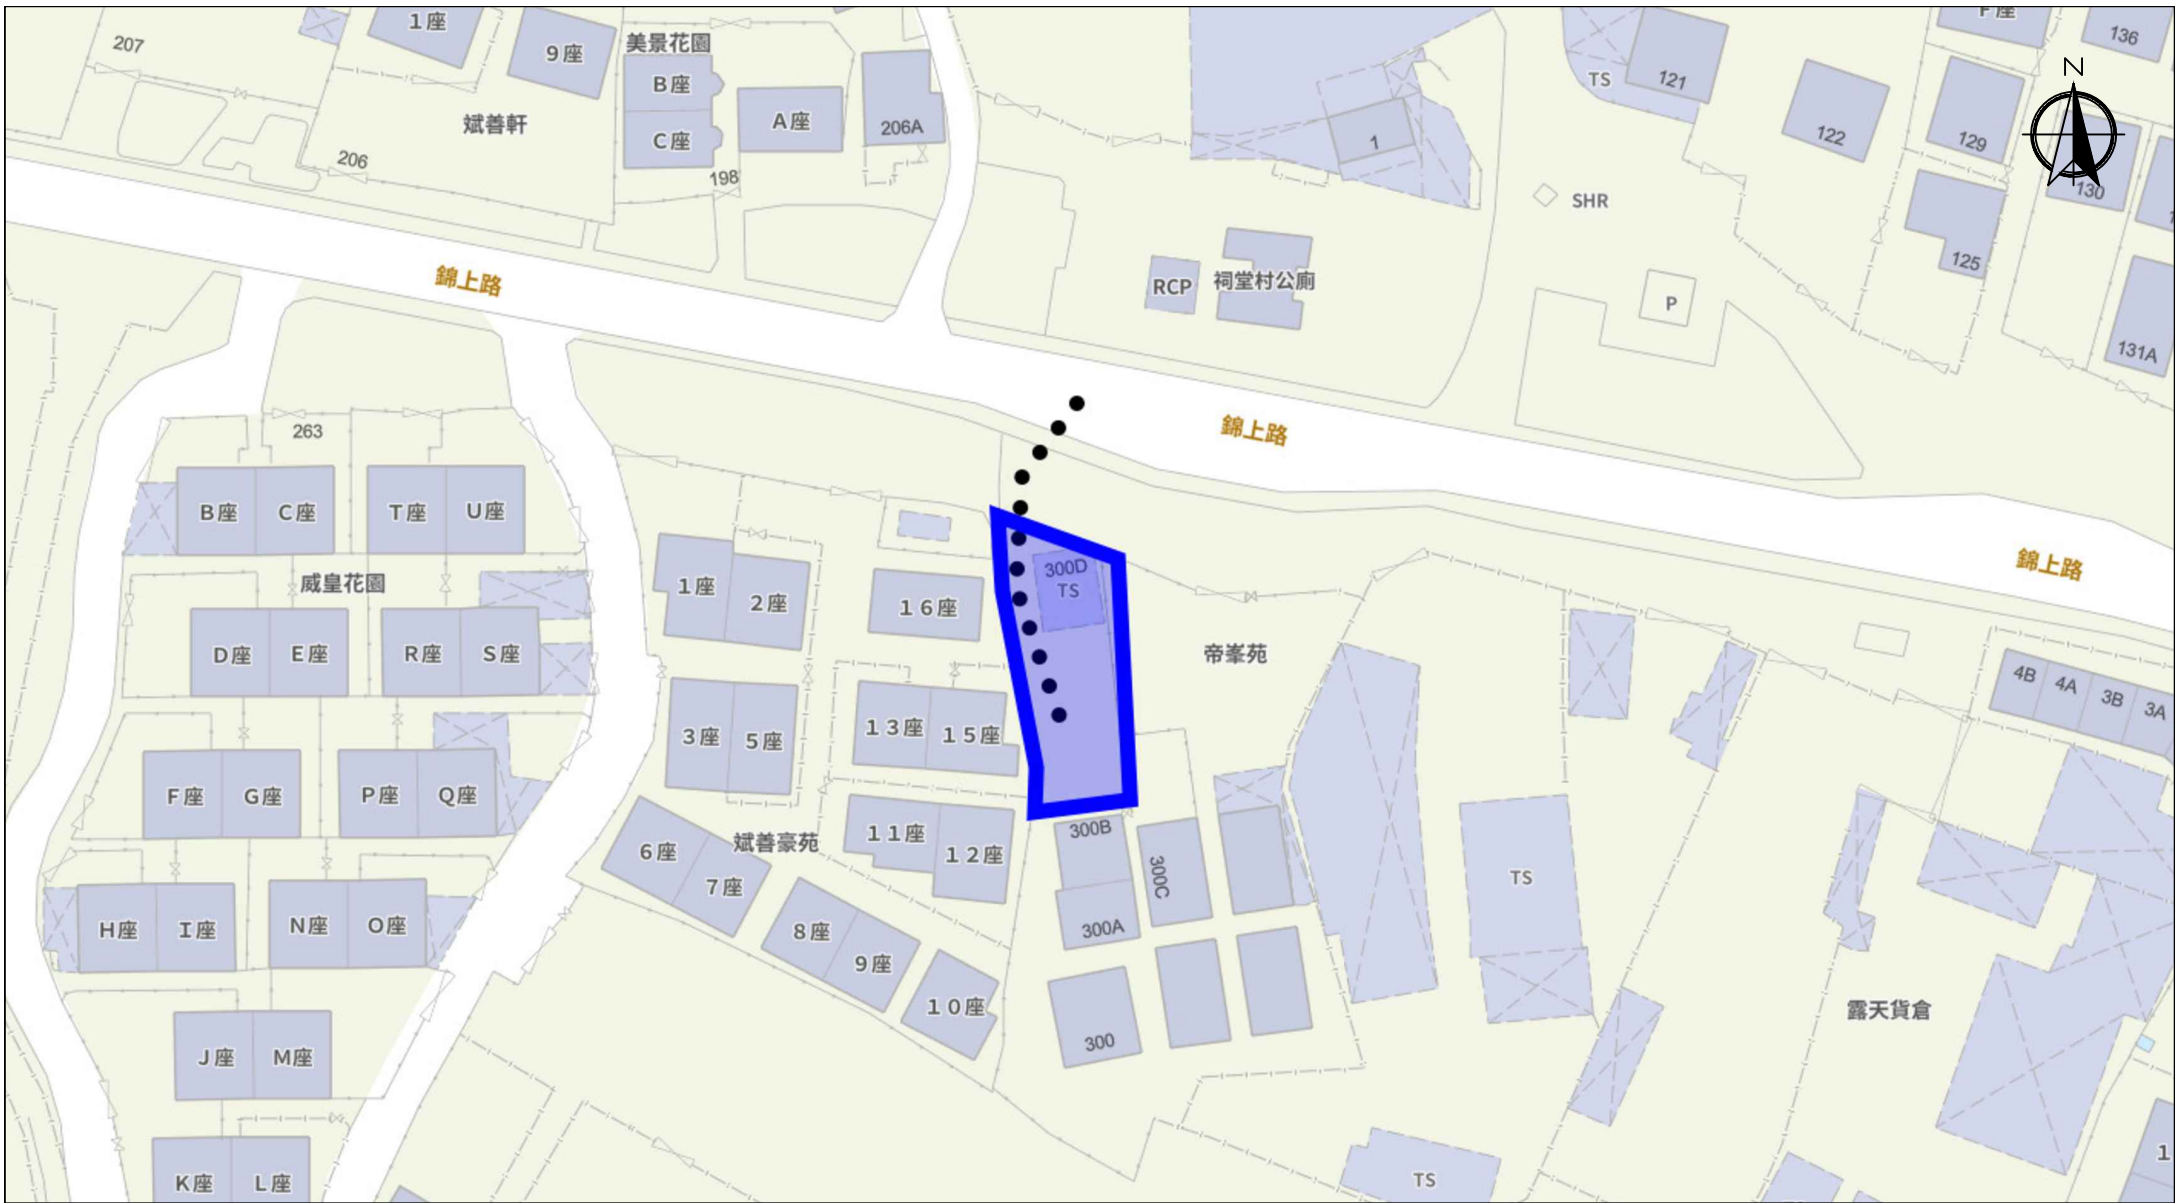 207
1座
9座
美景花園
B座
C座
A座
206A
斌善軒
206
198
1
TS
121
122
F座
136
N
129
130
125
131A
SHR
P
RCP
祠堂村公廁
錦上路
錦上路
錦上路
263
B座
C座
T座
U座
威皇花園
D座
E座
R座
S座
F座
G座
P座
Q座
H座
I座
N座
O座
J座
M座
K座
L座
1座
2座
16座
300D
TS
帝峯苑
3座
5座
13座
15座
6座
7座
斌善豪苑
11座
12座
8座
9座
10座
300B
300C
300A
300
TS
4B
4A
3B
3A
露天貨倉
TS
1